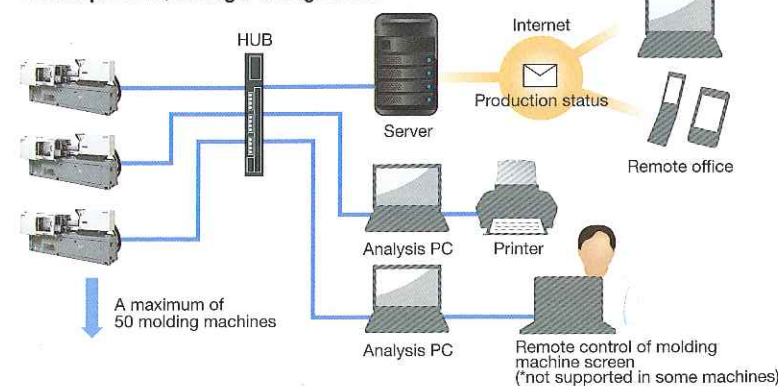 HUB
Internet
Production status
Server
Remote office
Analysis PC
Printer
A maximum of
50 molding machines
Analysis PC
Remote control of molding
machine screen
(*not supported in some machines)